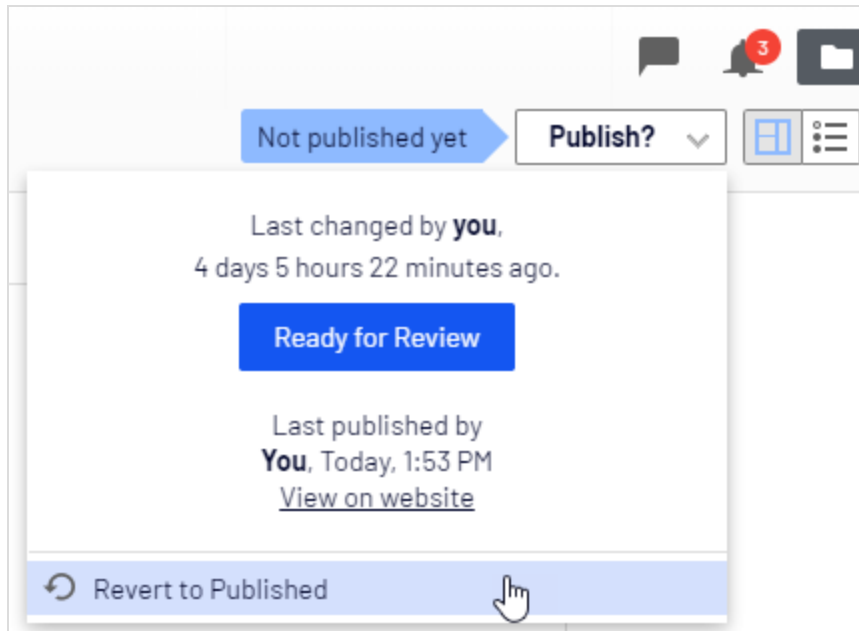 3
Not published yet
Publish?
Last changed by you,
4 days 5 hours 22 minutes ago.
Ready for Review
Last published by
You, Today, 1:53 PM
View on website
Revert to Published